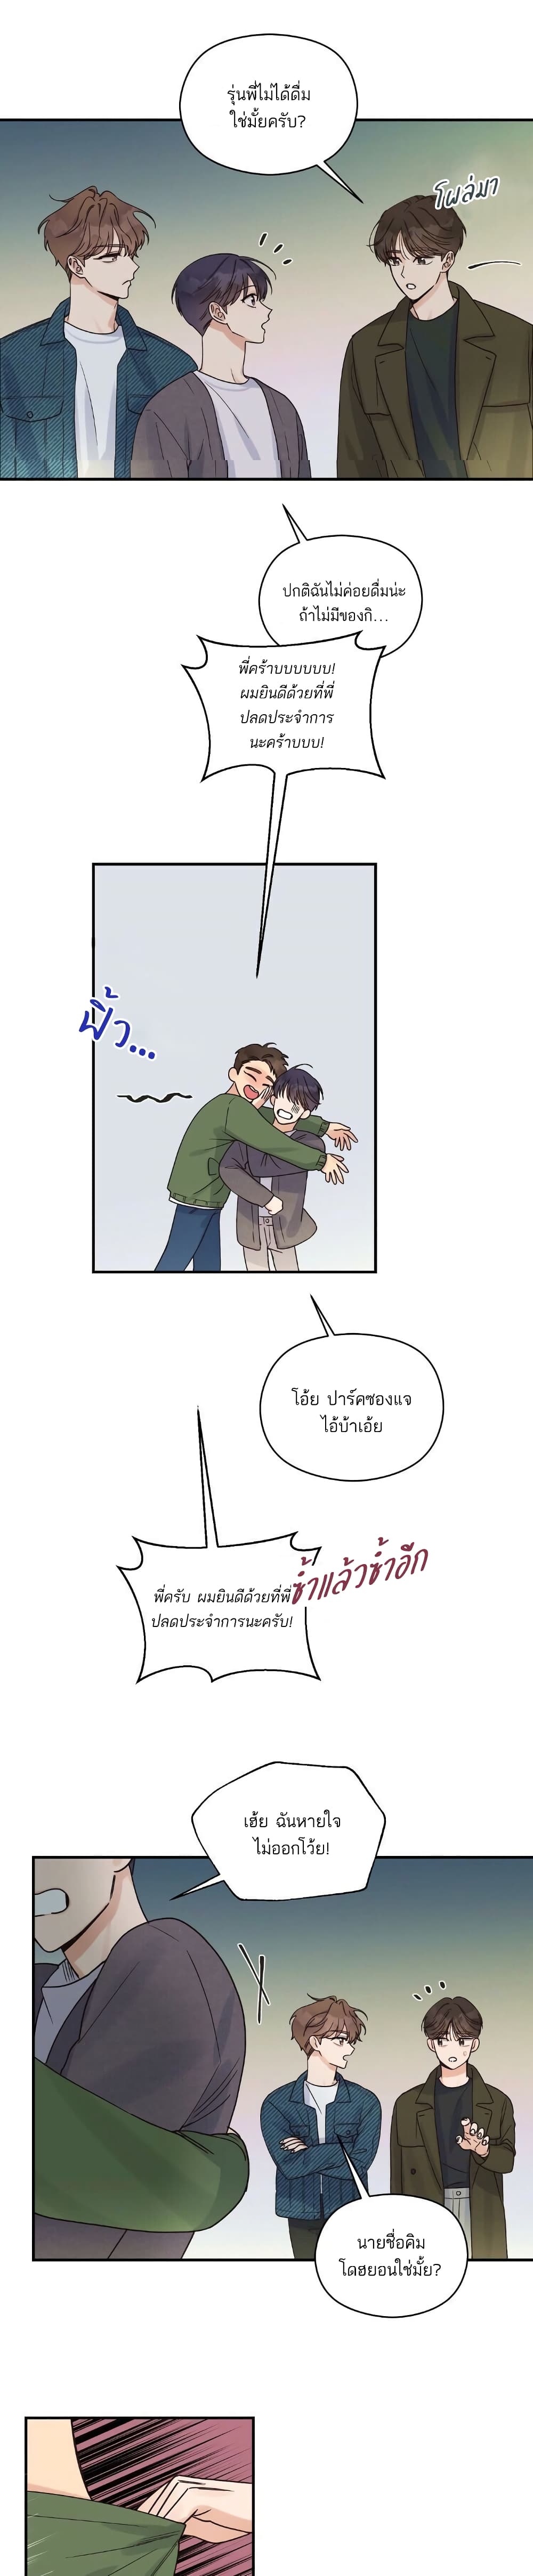 รุ่นพี่ไม่ได้ดื่ม
ใช่มั้ยครับ?
โผล่มา
ปกติฉันไม่ค่อยดื่มน่ะ
ถ้าไม่มีของกิ...
พี่คร้าบบบบบบ!
ผมยินดีด้วยที่พี่
ปลดประจำการ
นะคร้าบบบ!
ฟิ้ว...
โอ้ย ปาร์คซองแจ
ไอ้บ้าเอ้ย
พี่ครับ ผมยินดีด้วยที่พี่
ปลดประจำการนะครับ!
ซ้ำแล้วซ้ำอีก
เฮ้ย ฉันหายใจ
ไม่ออกโว้ย!
นายชื่อคิม
โดฮยอนใช่มั้ย?